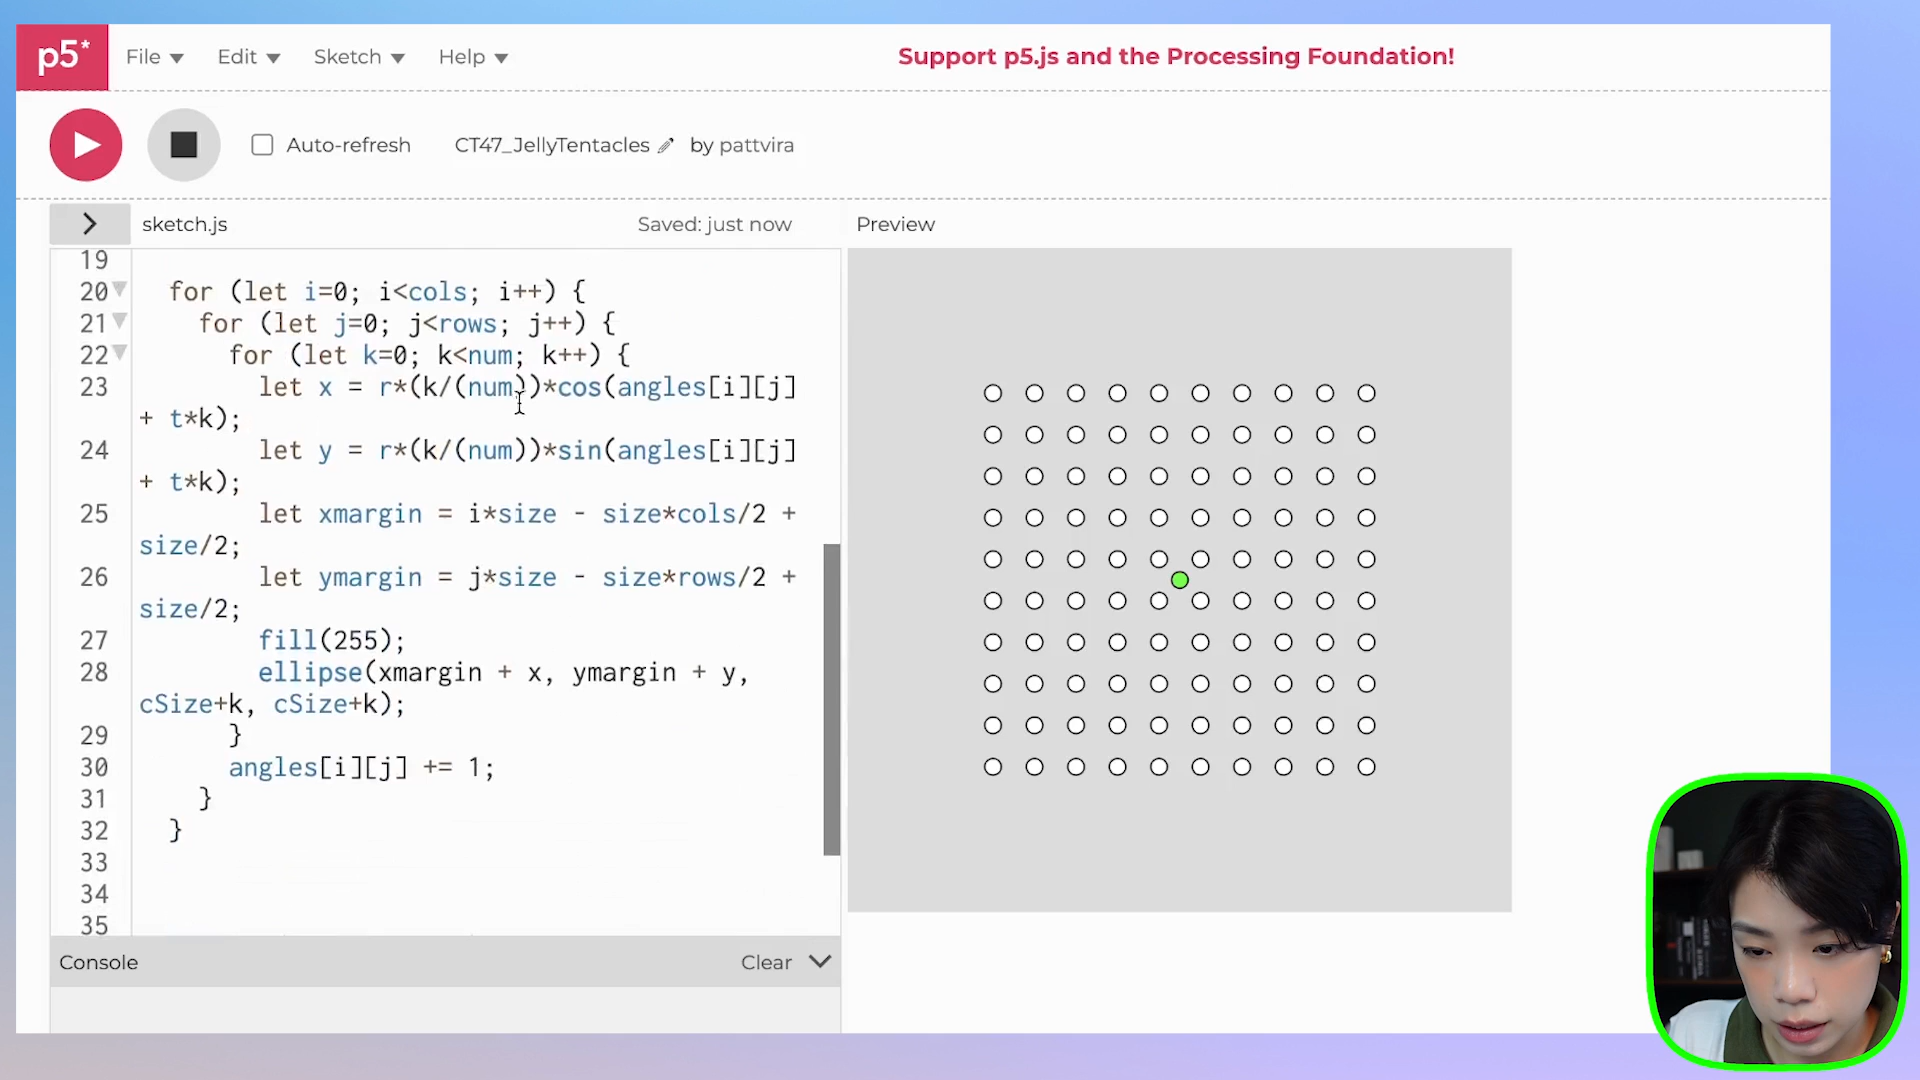 p5*
File
Edit
Sketch
Help
Support p5.js and the Processing Foundation!
Auto-refresh
CT47_JellyTentacles
by pattvira
sketch.js
Saved: just now
Preview
19
20 for (let i=0; i<cols; i++) {
21 for (let j=0; j<rows; j++) {
22 for (let k=0; k<num; k++) {
23 let x = r*(k/(num))*cos(angles[i][j]
+ t*k);
24 let y = r*(k/(num))*sin(angles[i][j]
+ t*k);
25 let xmargin = i*size - size*cols/2 +
size/2;
26 let ymargin = j*size - size*rows/2 +
size/2;
27 fill(255);
28 ellipse(xmargin + x, ymargin + y,
cSize+k, cSize+k);
29 }
30 angles[i][j] += 1;
31 }
32 }
33
34
35
Console
Clear